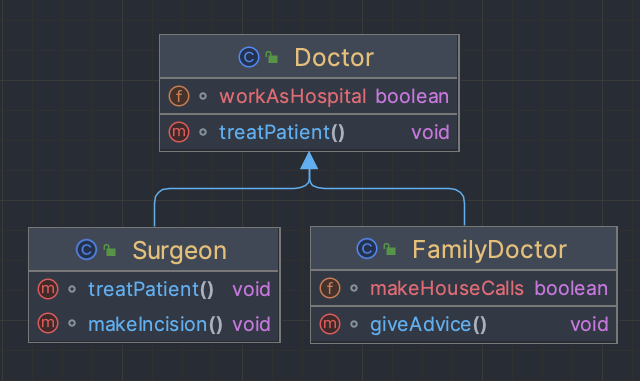 Doctor
workAsHospital boolean
treatPatient() void
Surgeon
treatPatient() void
makeIncision() void
FamilyDoctor
makeHouseCalls boolean
giveAdvice() void